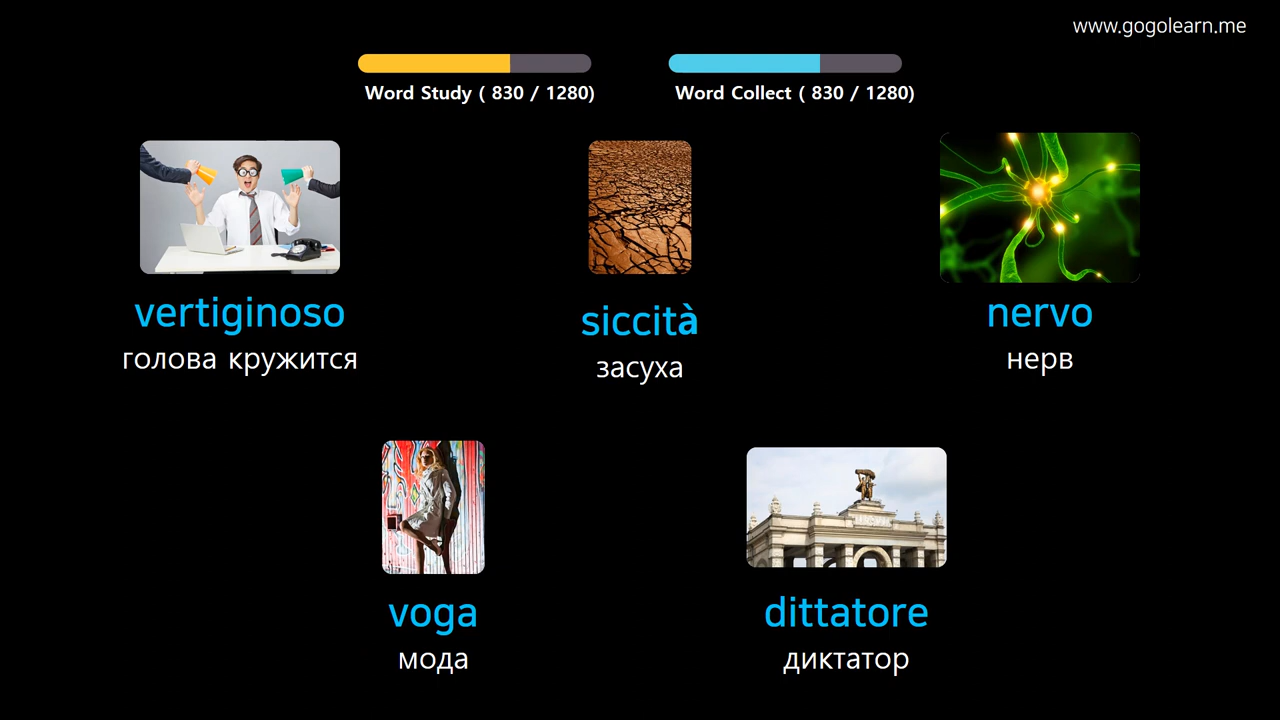 www.gogolearn.me
Word Study ( 830 / 1280)
Word Collect ( 830 / 1280)
vertiginoso
голова кружится
siccità
засуха
nervo
нерв
voga
мода
dittatore
диктатор